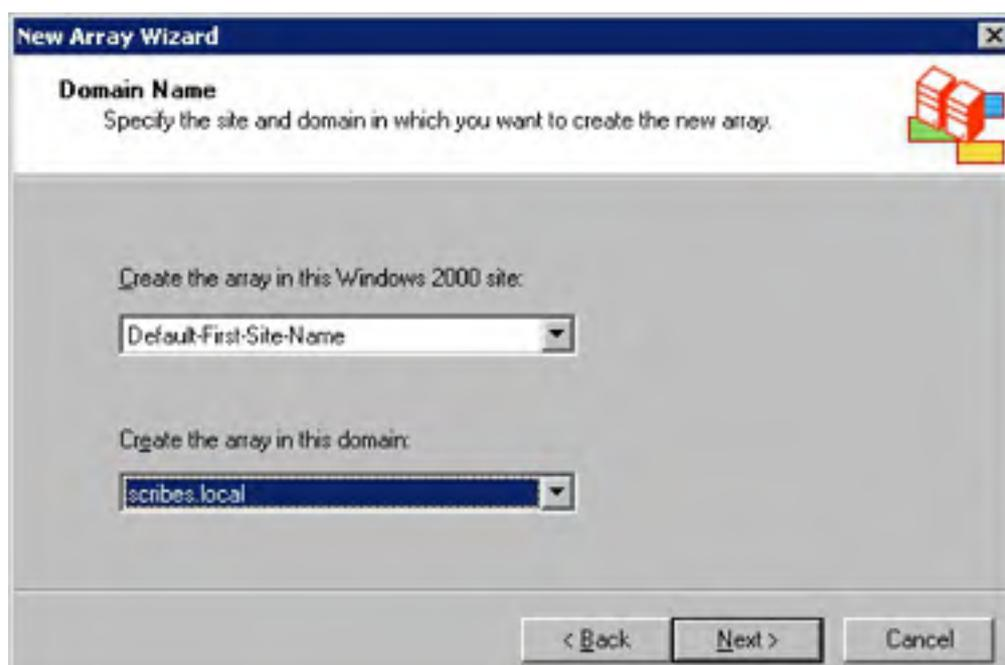 New Array Wizard
Domain Name
Specify the site and domain in which you want to create the new array.
Create the array in this Windows 2000 site:
Default-First-Site-Name
Create the array in this domain:
scribes.local
< Back
Next >
Cancel